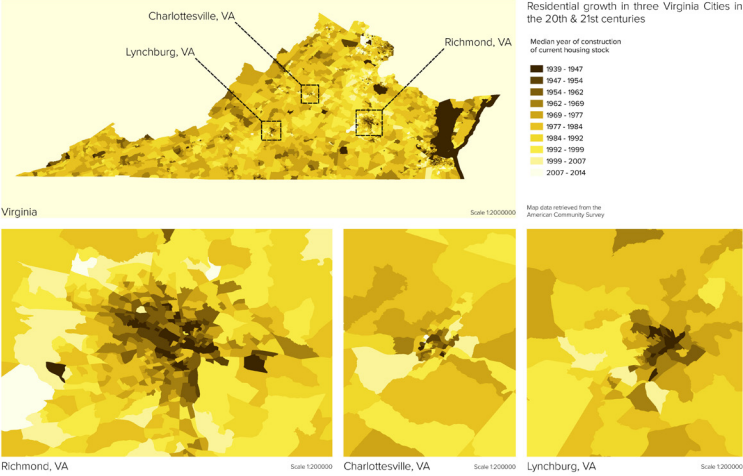 Residential growth in three Virginia Cities in
the 20th & 21st centuries
Charlottesville, VA
Lynchburg, VA
Richmond, VA
Median year of construction
of current housing stock
1939 - 1947
1947 - 1954
1954 - 1962
1962 - 1969
1969 - 1977
1977 - 1984
1984 - 1992
1992 - 1999
1999 - 2007
2007 - 2014
Map data retrieved from the
American Community Survey
Virginia
Scale 1:2000000
Richmond, VA
Scale 1:200000
Charlottesville, VA
Scale 1:200000
Lynchburg, VA
Scale 1:200000